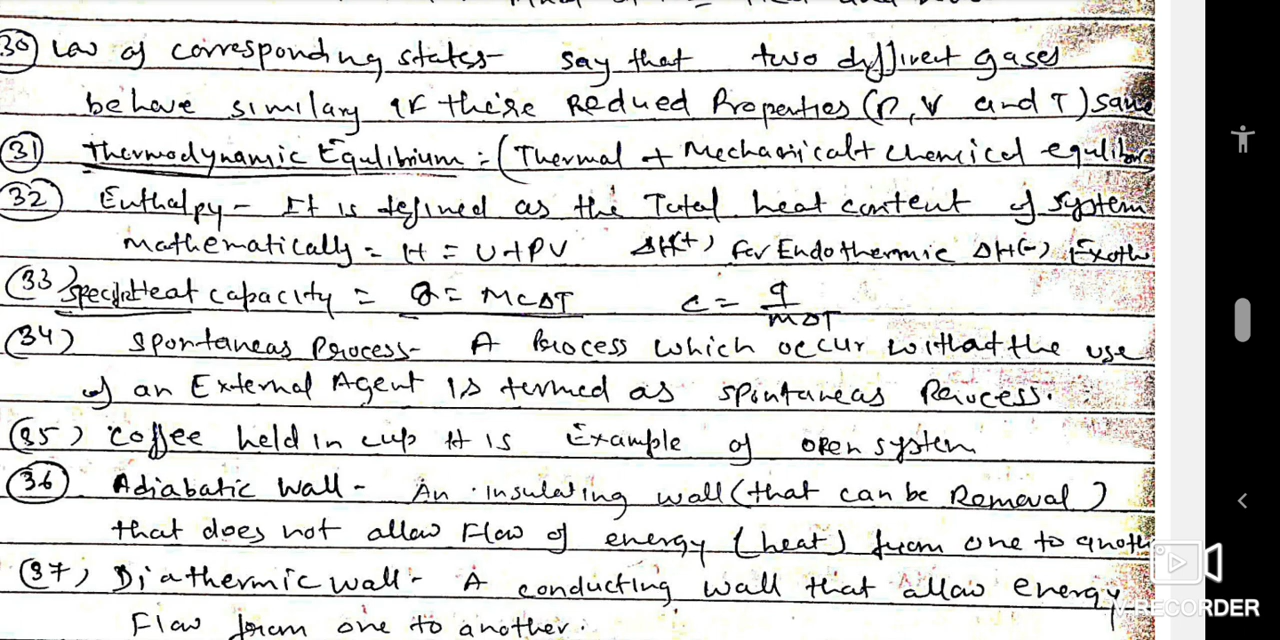 30) Law of corresponding states- say that two diffirent gases
behave similary if there Redued Properties (P, V and T) same
31) Thermodynamic Equlibrium = (Thermal + Mechanical + Chemical equlibr
32) Enthalpy - It is defined as the Total heat content of system
mathematically = H = U+PV ΔH(+) for Endothermic ΔH(-) Exoth
(33) specific Heat capacity = Q = MCΔT c = q/mΔT
(34) spontaneas Process - A Process which occur without the use
of an External Agent is termed as spontaneas Process.
(35) coffee held in cup it is Example of open system
36) Adiabatic wall - An insulating wall (that can be Removal)
that does not allow Flow of energy (heat) from one to anoth
(37) Diathermic wall - A conducting wall that allow energy
Flow from one to another.
V RECORDER